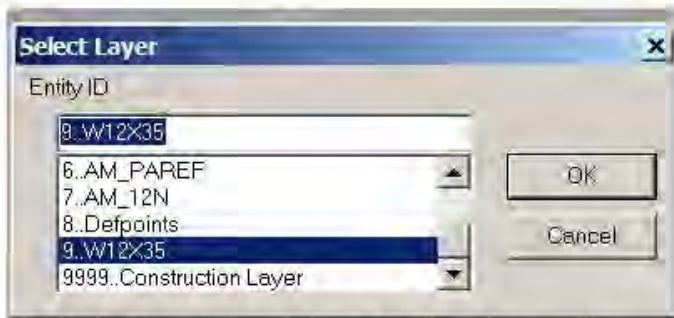 Select Layer
Entity ID
9..W12X35
6..AM_PAREF
7..AM_12N
8..Defpoints
9..W12X35
9999..Construction Layer
OK
Cancel